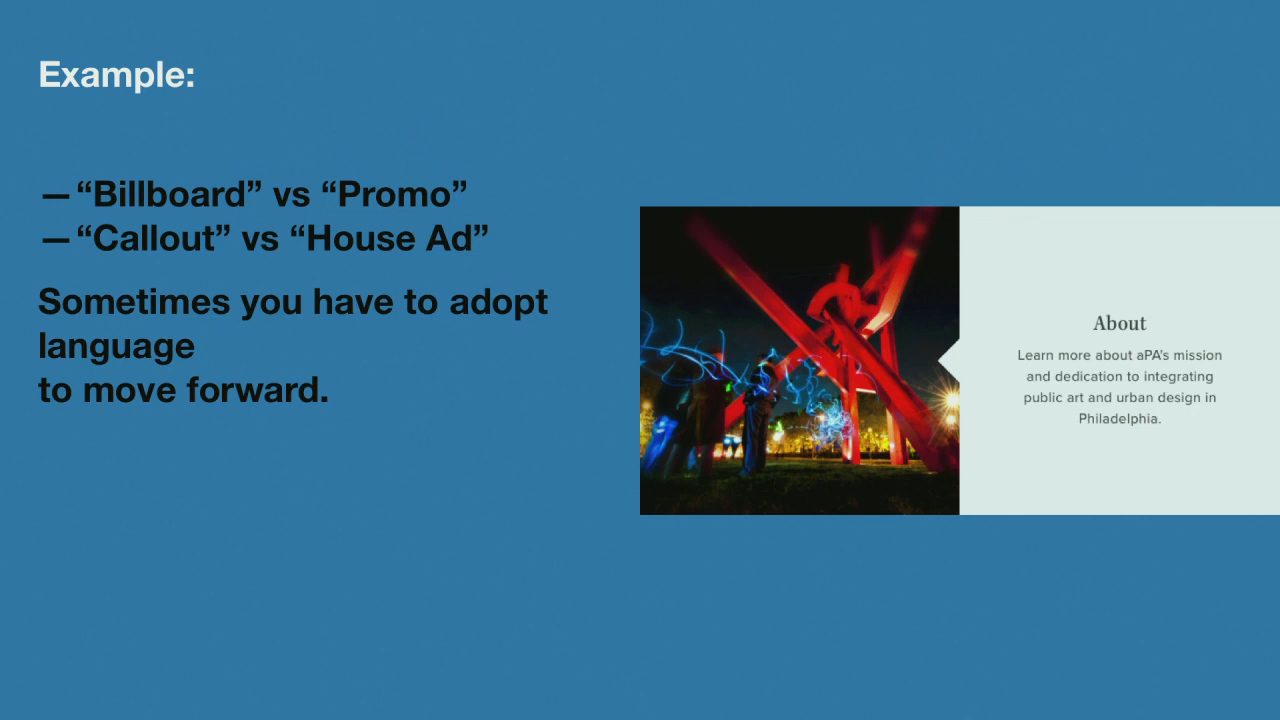 Example:
—“Billboard” vs “Promo”
—“Callout” vs “House Ad”
Sometimes you have to adopt
language
to move forward.
About
Learn more about aPA's mission
and dedication to integrating
public art and urban design in
Philadelphia.